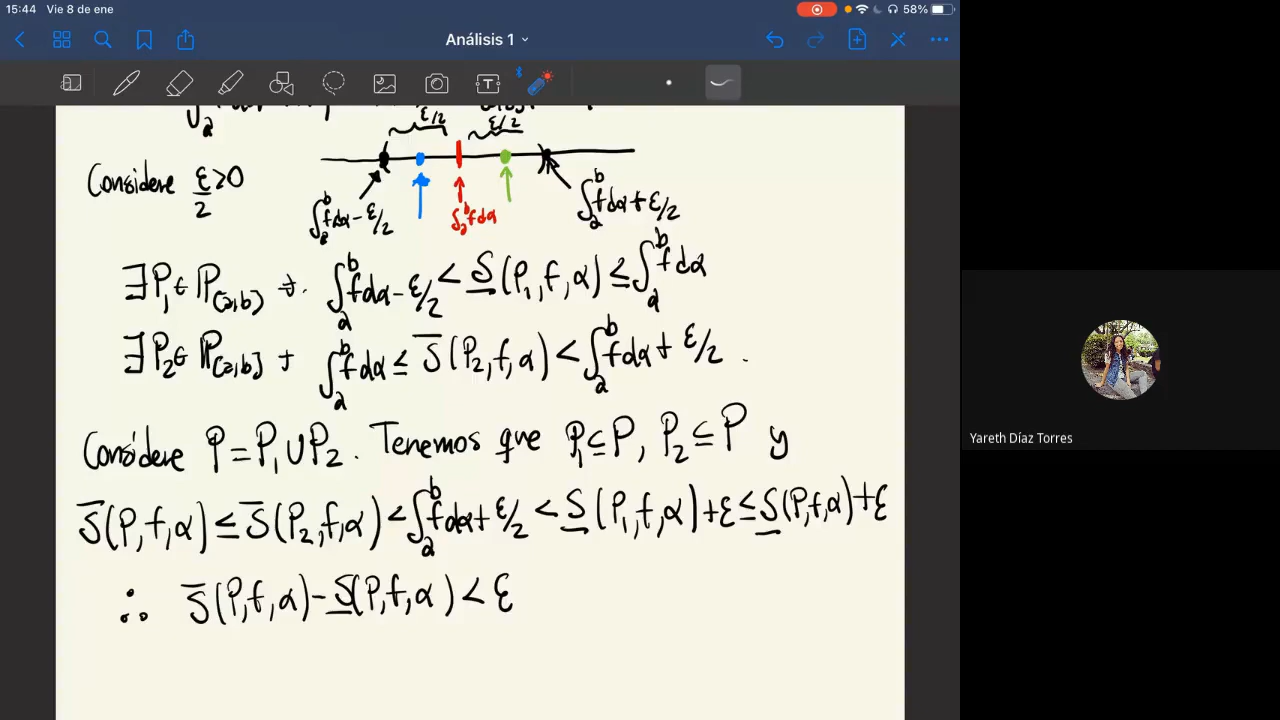 15:44 Vie 8 de ene
58%
Análisis 1
T
ε/2 ε/2
Considere ε/2 > 0
∫_a^b f dα − ε/2
∫_a^b f dα
∫_a^b f dα + ε/2
∃ P₁ ∈ ℙ_[a,b] +. ∫_a^b f dα − ε/2 < S̲(P₁, f, α) ≤ ∫_a^b f dα
∃ P₂ ∈ ℙ_[a,b] + ∫_a^b f dα ≤ S̅(P₂, f, α) < ∫_a^b f dα + ε/2.
Considere P = P₁ ∪ P₂. Tenemos que P₁ ⊆ P, P₂ ⊆ P y
S̅(P, f, α) ≤ S̅(P₂, f, α) < ∫_a^b f dα + ε/2 < S̲(P₁, f, α) + ε ≤ S̲(P, f, α) + ε
∴ S̅(P, f, α) − S̲(P, f, α) < ε
Yareth Díaz Torres